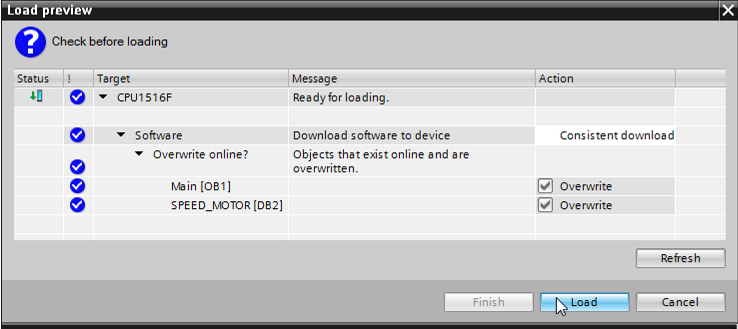 Load preview
?
Check before loading
Status ! Target Message Action
CPU1516F Ready for loading.
Software Download software to device Consistent download
Overwrite online? Objects that exist online and are
overwritten.
Main [OB1] Overwrite
SPEED_MOTOR [DB2] Overwrite
Refresh
Finish Load Cancel